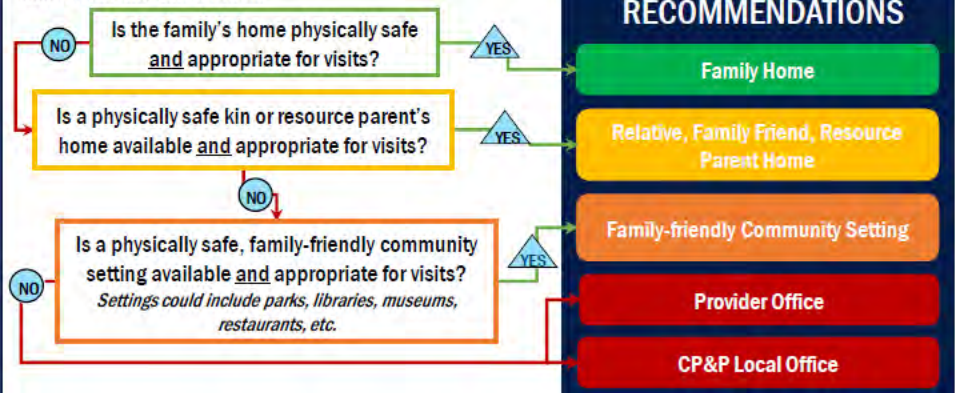 RECOMMENDATIONS
Is the family's home physically safe
and appropriate for visits?
NO
YES
Family Home
Is a physically safe kin or resource parent's
home available and appropriate for visits?
YES
Relative, Family Friend, Resource
Parent Home
NO
Is a physically safe, family-friendly community
setting available and appropriate for visits?
Settings could include parks, libraries, museums,
restaurants, etc.
YES
Family-friendly Community Setting
NO
Provider Office
CP&P Local Office